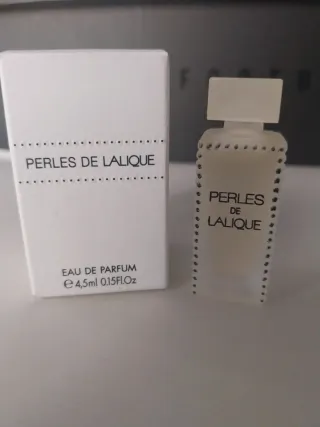 PERLES DE LALIQUE
EAU DE PARFUM
℮ 4,5ml 0.15Fl.Oz
PERLES
DE
LALIQUE